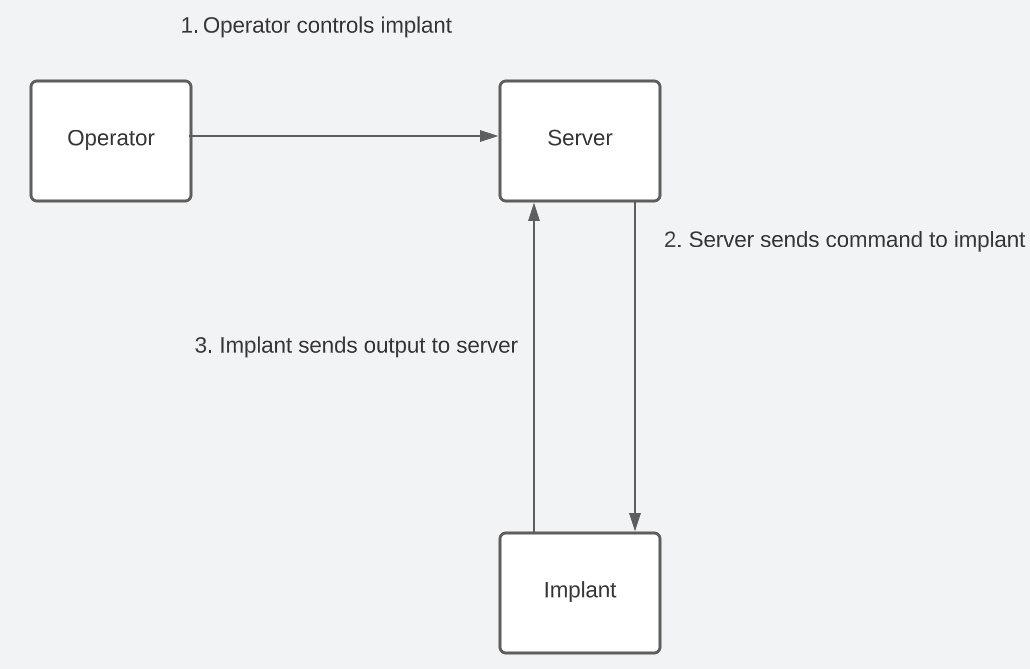 1. Operator controls implant
Operator
Server
2. Server sends command to implant
3. Implant sends output to server
Implant